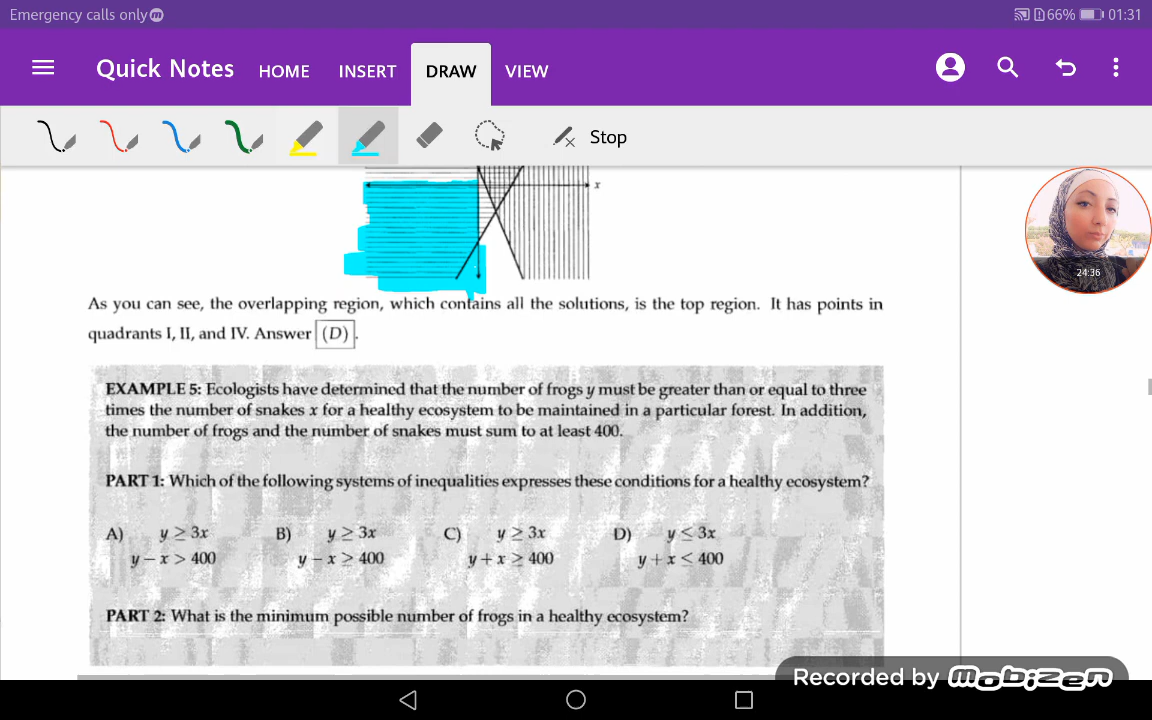 Emergency calls only
66% 01:31
Quick Notes HOME INSERT DRAW VIEW
Stop
x
24:36
As you can see, the overlapping region, which contains all the solutions, is the top region. It has points in
quadrants I, II, and IV. Answer (D).
EXAMPLE 5: Ecologists have determined that the number of frogs y must be greater than or equal to three
times the number of snakes x for a healthy ecosystem to be maintained in a particular forest. In addition,
the number of frogs and the number of snakes must sum to at least 400.
PART 1: Which of the following systems of inequalities expresses these conditions for a healthy ecosystem?
A) y ≥ 3x B) y ≥ 3x C) y ≥ 3x D) y ≤ 3x
y − x > 400 y − x > 400 y + x ≥ 400 y + x < 400
PART 2: What is the minimum possible number of frogs in a healthy ecosystem?
Recorded by mobizen